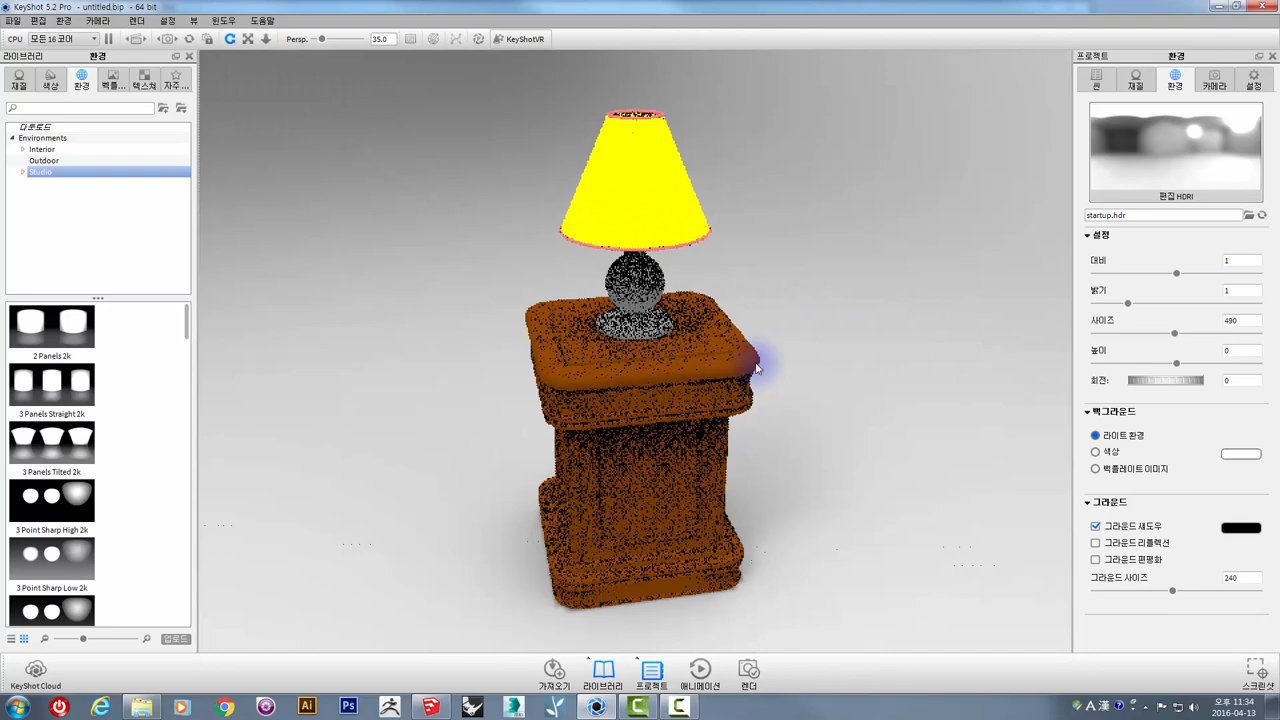 KeyShot 5.2 Pro - untitled.bip - 64 bit
파일 편집 환경 카메라 렌더 설정 뷰 윈도우 도움말
CPU 모든 16 코어 Persp. 35.0 KeyShotVR
라이브러리 환경
재질 색상 환경 백플... 텍스쳐 자주 ...
다운로드
Environments
Interior
Outdoor
Studio
2 Panels 2k
3 Panels Straight 2k
3 Panels Tilted 2k
3 Point Sharp High 2k
3 Point Sharp Low 2k
업로드
프로젝트 환경
씬 재질 환경 카메라 설정
편집 HDRI
startup.hdr
설정
대비 1
밝기 1
사이즈 490
높이 0
회전: 0
백그라운드
라이트 환경
색상
백플레이트 이미지
그라운드
그라운드 섀도우
그라운드 리플렉션
그라운드 편평화
그라운드 사이즈 240
KeyShot Cloud 가져오기 라이브러리 프로젝트 애니메이션 렌더 스크린샷
Ai Ps A 漢 오후 11:34
2016-04-13